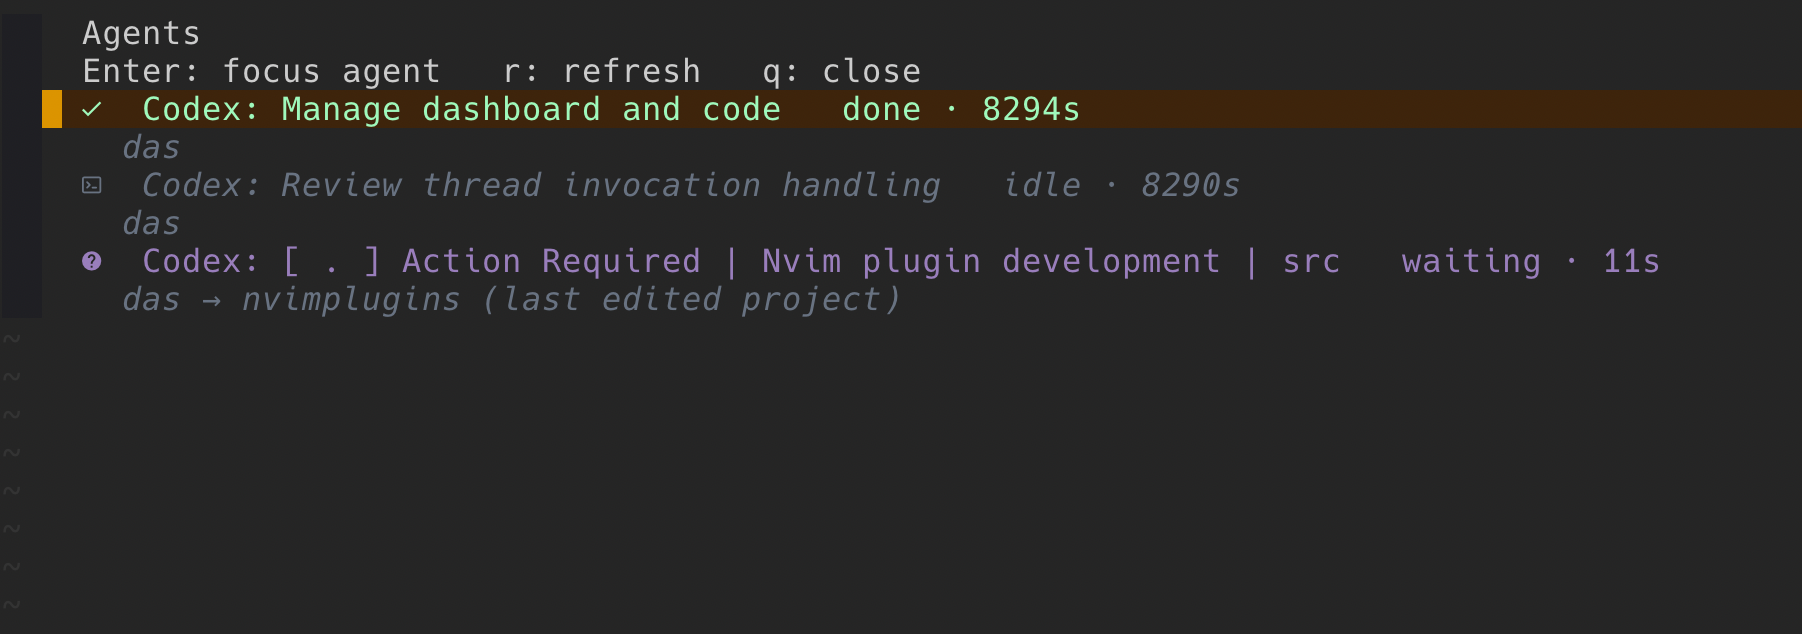 Agents
Enter: focus agent   r: refresh   q: close
✓  Codex: Manage dashboard and code   done · 8294s
das
Codex: Review thread invocation handling   idle · 8290s
das
Codex: [ . ] Action Required | Nvim plugin development | src   waiting · 11s
das → nvimplugins (last edited project)
~
~
~
~
~
~
~
~